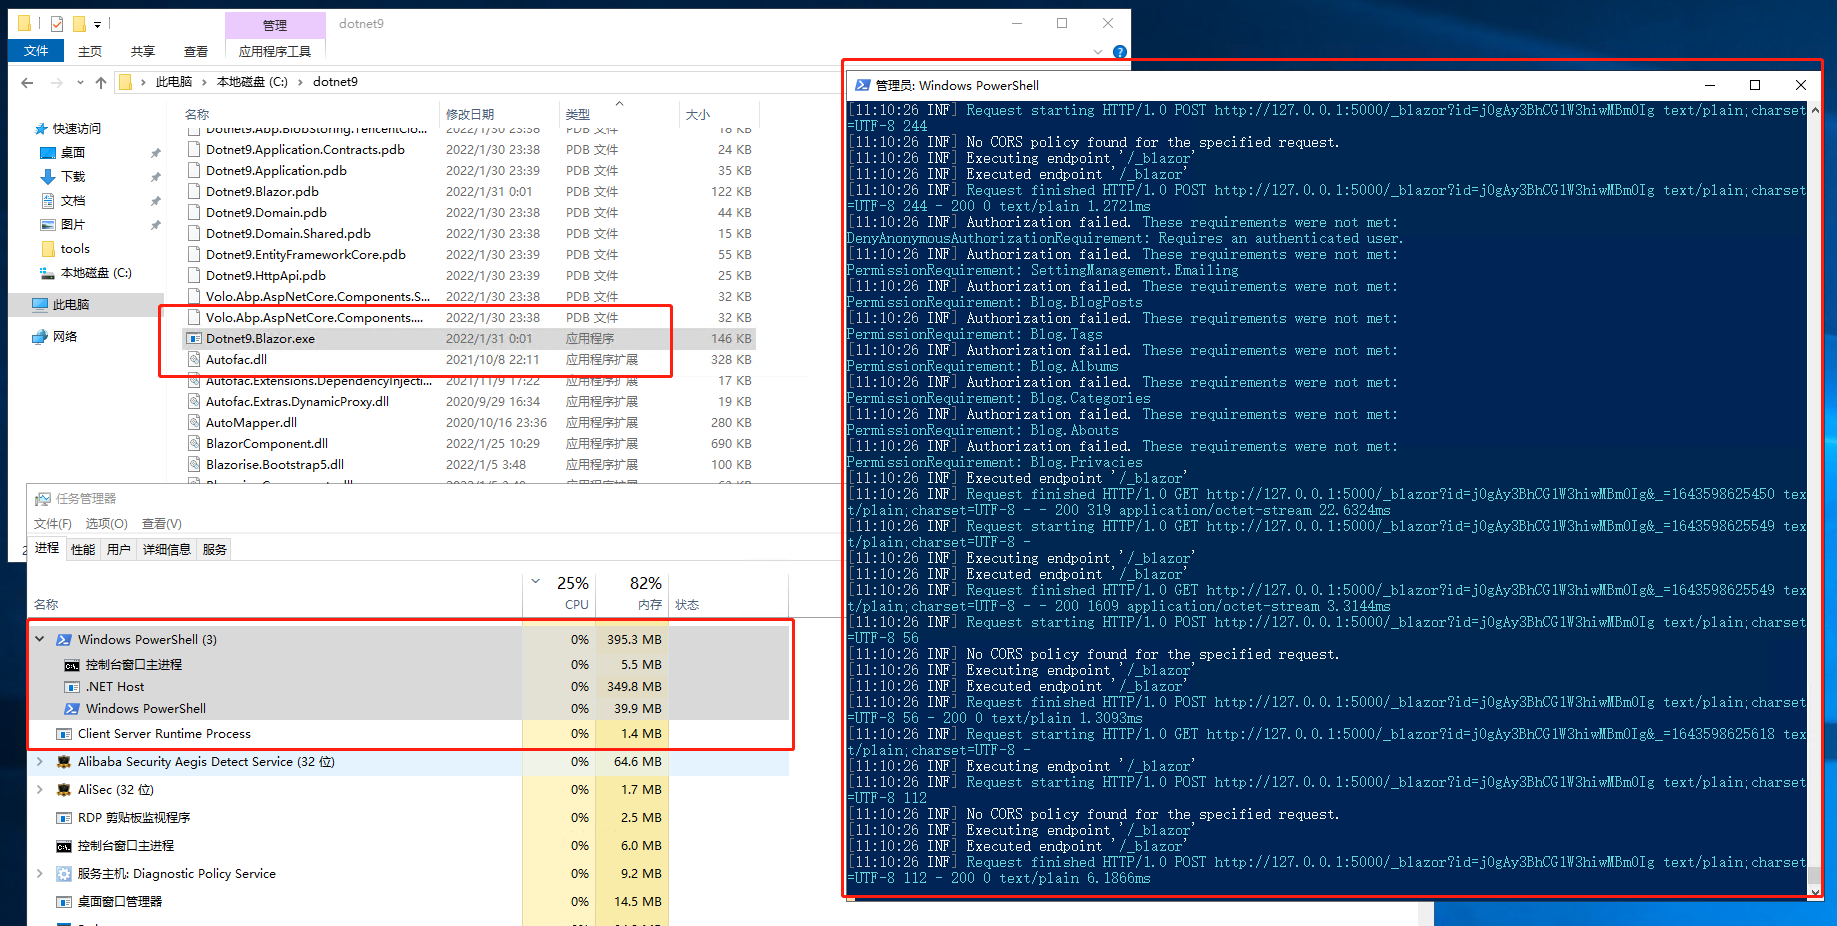 管理
dotnet9
文件
主页
共享
查看
应用程序工具
此电脑 › 本地磁盘 (C:) › dotnet9
快速访问
桌面
下载
文档
图片
tools
本地磁盘 (C:)
此电脑
网络
名称 修改日期 类型 大小
Dotnet9.Abp.BlobStoring.TencentClo... 2022/1/30 23:38 PDB 文件 18 KB
Dotnet9.Application.Contracts.pdb 2022/1/30 23:38 PDB 文件 24 KB
Dotnet9.Application.pdb 2022/1/30 23:39 PDB 文件 35 KB
Dotnet9.Blazor.pdb 2022/1/31 0:01 PDB 文件 122 KB
Dotnet9.Domain.pdb 2022/1/30 23:38 PDB 文件 44 KB
Dotnet9.Domain.Shared.pdb 2022/1/30 23:38 PDB 文件 15 KB
Dotnet9.EntityFrameworkCore.pdb 2022/1/30 23:39 PDB 文件 55 KB
Dotnet9.HttpApi.pdb 2022/1/30 23:39 PDB 文件 25 KB
Volo.Abp.AspNetCore.Components.S... 2022/1/30 23:38 PDB 文件 32 KB
Volo.Abp.AspNetCore.Components.... 2022/1/30 23:38 PDB 文件 32 KB
Dotnet9.Blazor.exe 2022/1/31 0:01 应用程序 146 KB
Autofac.dll 2021/10/8 22:11 应用程序扩展 328 KB
Autofac.Extensions.DependencyInjecti... 2021/11/9 17:22 应用程序扩展 17 KB
Autofac.Extras.DynamicProxy.dll 2020/9/29 16:34 应用程序扩展 19 KB
AutoMapper.dll 2020/10/16 23:36 应用程序扩展 280 KB
BlazorComponent.dll 2022/1/25 10:29 应用程序扩展 690 KB
Blazorise.Bootstrap5.dll 2022/1/5 3:48 应用程序扩展 100 KB
任务管理器
文件(F) 选项(O) 查看(V)
进程 性能 用户 详细信息 服务
25% 82%
名称 CPU 内存 状态
Windows PowerShell (3) 0% 395.3 MB
控制台窗口主进程 0% 5.5 MB
.NET Host 0% 349.8 MB
Windows PowerShell 0% 39.9 MB
Client Server Runtime Process 0% 1.4 MB
Alibaba Security Aegis Detect Service (32 位) 0% 64.6 MB
AliSec (32 位) 0% 1.7 MB
RDP 剪贴板监视程序 0% 2.5 MB
控制台窗口主进程 0% 6.0 MB
服务主机: Diagnostic Policy Service 0% 9.2 MB
桌面窗口管理器 0% 14.5 MB
管理员: Windows PowerShell
[11:10:26 INF] Request starting HTTP/1.0 POST http://127.0.0.1:5000/_blazor?id=j0gAy3BhCG1W3hiwMBm0Ig text/plain;charset
=UTF-8 244
[11:10:26 INF] No CORS policy found for the specified request.
[11:10:26 INF] Executing endpoint '/_blazor'
[11:10:26 INF] Executed endpoint '/_blazor'
[11:10:26 INF] Request finished HTTP/1.0 POST http://127.0.0.1:5000/_blazor?id=j0gAy3BhCG1W3hiwMBm0Ig text/plain;charset
=UTF-8 244 - 200 0 text/plain 1.2721ms
[11:10:26 INF] Authorization failed. These requirements were not met:
DenyAnonymousAuthorizationRequirement: Requires an authenticated user.
[11:10:26 INF] Authorization failed. These requirements were not met:
PermissionRequirement: SettingManagement.Emailing
[11:10:26 INF] Authorization failed. These requirements were not met:
PermissionRequirement: Blog.BlogPosts
[11:10:26 INF] Authorization failed. These requirements were not met:
PermissionRequirement: Blog.Tags
[11:10:26 INF] Authorization failed. These requirements were not met:
PermissionRequirement: Blog.Albums
[11:10:26 INF] Authorization failed. These requirements were not met:
PermissionRequirement: Blog.Categories
[11:10:26 INF] Authorization failed. These requirements were not met:
PermissionRequirement: Blog.Abouts
[11:10:26 INF] Authorization failed. These requirements were not met:
PermissionRequirement: Blog.Privacies
[11:10:26 INF] Executed endpoint '/_blazor'
[11:10:26 INF] Request finished HTTP/1.0 GET http://127.0.0.1:5000/_blazor?id=j0gAy3BhCG1W3hiwMBm0Ig&_=1643598625450 tex
t/plain;charset=UTF-8 - - 200 319 application/octet-stream 22.6324ms
[11:10:26 INF] Request starting HTTP/1.0 GET http://127.0.0.1:5000/_blazor?id=j0gAy3BhCG1W3hiwMBm0Ig&_=1643598625549 tex
t/plain;charset=UTF-8 -
[11:10:26 INF] Executing endpoint '/_blazor'
[11:10:26 INF] Executed endpoint '/_blazor'
[11:10:26 INF] Request finished HTTP/1.0 GET http://127.0.0.1:5000/_blazor?id=j0gAy3BhCG1W3hiwMBm0Ig&_=1643598625549 tex
t/plain;charset=UTF-8 - - 200 1609 application/octet-stream 3.3144ms
[11:10:26 INF] Request starting HTTP/1.0 POST http://127.0.0.1:5000/_blazor?id=j0gAy3BhCG1W3hiwMBm0Ig text/plain;charset
=UTF-8 56
[11:10:26 INF] No CORS policy found for the specified request.
[11:10:26 INF] Executing endpoint '/_blazor'
[11:10:26 INF] Executed endpoint '/_blazor'
[11:10:26 INF] Request finished HTTP/1.0 POST http://127.0.0.1:5000/_blazor?id=j0gAy3BhCG1W3hiwMBm0Ig text/plain;charset
=UTF-8 56 - 200 0 text/plain 1.3093ms
[11:10:26 INF] Request starting HTTP/1.0 GET http://127.0.0.1:5000/_blazor?id=j0gAy3BhCG1W3hiwMBm0Ig&_=1643598625618 tex
t/plain;charset=UTF-8 -
[11:10:26 INF] Executing endpoint '/_blazor'
[11:10:26 INF] Request starting HTTP/1.0 POST http://127.0.0.1:5000/_blazor?id=j0gAy3BhCG1W3hiwMBm0Ig text/plain;charset
=UTF-8 112
[11:10:26 INF] No CORS policy found for the specified request.
[11:10:26 INF] Executing endpoint '/_blazor'
[11:10:26 INF] Executed endpoint '/_blazor'
[11:10:26 INF] Request finished HTTP/1.0 POST http://127.0.0.1:5000/_blazor?id=j0gAy3BhCG1W3hiwMBm0Ig text/plain;charset
=UTF-8 112 - 200 0 text/plain 6.1866ms